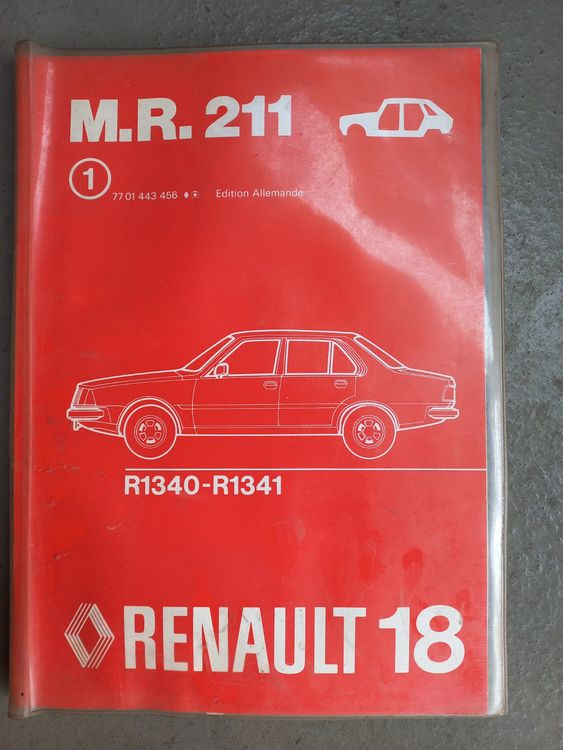 M.R. 211
1
77 01 443 456 Edition Allemande
R1340-R1341
RENAULT 18